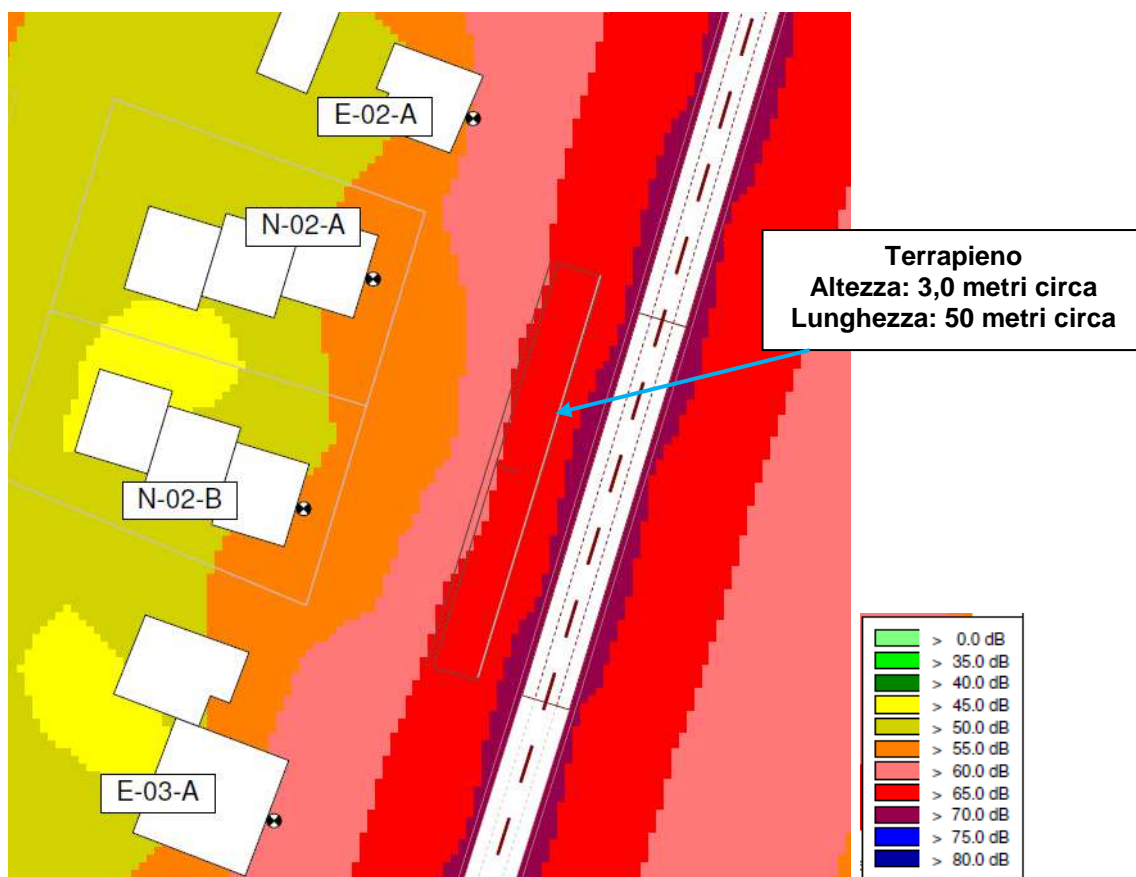 E-02-A
N-02-A
Terrapieno
Altezza: 3,0 metri circa
Lunghezza: 50 metri circa
N-02-B
E-03-A
> 0.0 dB
> 35.0 dB
> 40.0 dB
> 45.0 dB
> 50.0 dB
> 55.0 dB
> 60.0 dB
> 65.0 dB
> 70.0 dB
> 75.0 dB
> 80.0 dB